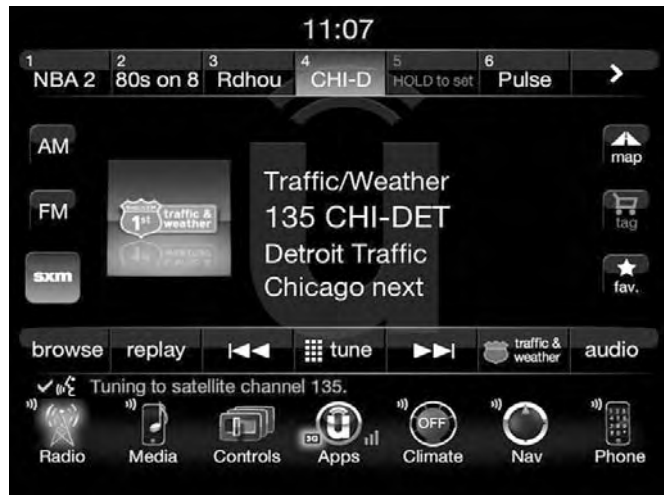 11:07
1 NBA 2
2 80s on 8
3 Rdhou
4 CHI-D
5 HOLD to set
6 Pulse
AM
FM
sxm
1st traffic & weather
Traffic/Weather
135 CHI-DET
Detroit Traffic
Chicago next
map
tag
fav.
browse replay tune traffic & weather audio
Tuning to satellite channel 135.
Radio Media Controls 3G Apps OFF Climate Nav Phone